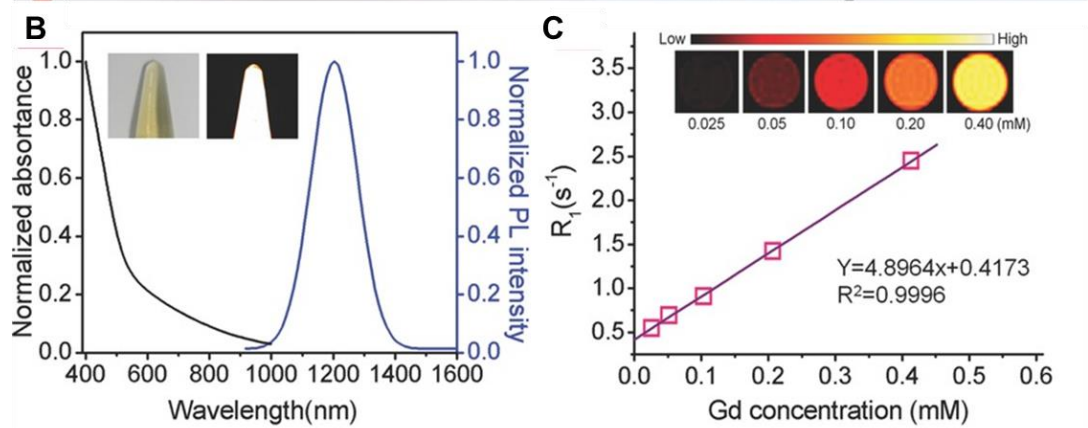 B
Normalized absortance
1.0
0.8
0.6
0.4
0.2
0.0
400 600 800 1000 1200 1400 1600
Wavelength(nm)
1.0
0.8
0.6
0.4
0.2
0.0
Normalized PL intensity
C
Low High
0.025 0.05 0.10 0.20 0.40 (mM)
R1(s-1)
3.5
3.0
2.5
2.0
1.5
1.0
0.5
Y=4.8964x+0.4173
R2=0.9996
0.0 0.1 0.2 0.3 0.4 0.5 0.6
Gd concentration (mM)